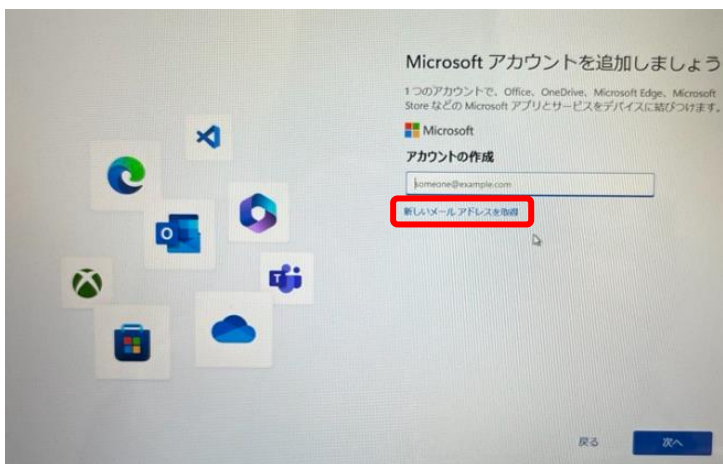 Microsoft アカウントを追加しましょう
1 つのアカウントで、Office、OneDrive、Microsoft Edge、Microsoft
Store などの Microsoft アプリとサービスをデバイスに結びつけます。
Microsoft
アカウントの作成
someone@example.com
新しいメール アドレスを取得
戻る
次へ